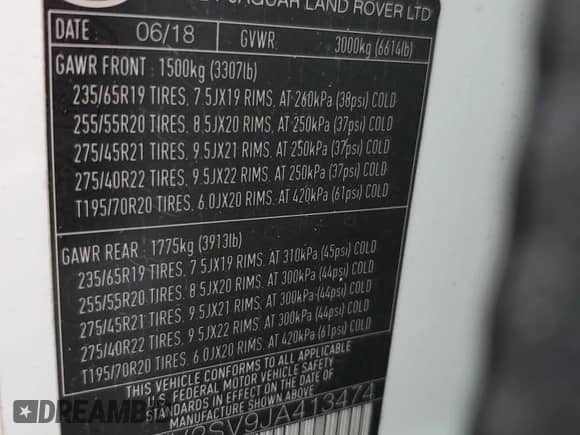 JAGUAR LAND ROVER LTD
DATE: 06/18 GVWR: 3000kg (6614lb)
GAWR FRONT: 1500kg (3307lb)
235/65R19 TIRES, 7.5JX19 RIMS, AT 260kPa (38psi) COLD
255/55R20 TIRES, 8.5JX20 RIMS, AT 250kPa (37psi) COLD
275/45R21 TIRES, 9.5JX21 RIMS, AT 250kPa (37psi) COLD
275/40R22 TIRES, 9.5JX22 RIMS, AT 250kPa (37psi) COLD
T195/70R20 TIRES, 6.0JX20 RIMS, AT 420kPa (61psi) COLD
GAWR REAR: 1775kg (3913lb)
235/65R19 TIRES, 7.5JX19 RIMS, AT 310kPa (45psi) COLD
255/55R20 TIRES, 8.5JX20 RIMS, AT 300kPa (44psi) COLD
275/45R21 TIRES, 9.5JX21 RIMS, AT 300kPa (44psi) COLD
275/40R22 TIRES, 9.5JX22 RIMS, AT 300kPa (44psi) COLD
T195/70R20 TIRES, 6.0JX20 RIMS, AT 420kPa (61psi) COLD
THIS VEHICLE CONFORMS TO ALL APPLICABLE
U.S. FEDERAL MOTOR VEHICLE SAFETY
STANDARDS IN EFFECT ON THE DATE OF
MANUFACTURE SHOWN ABOVE
SV9JA413474
DREAMBID